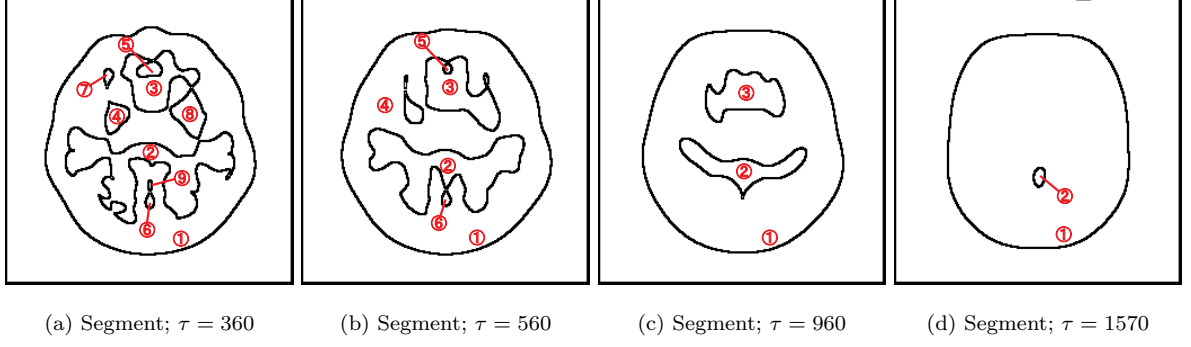 ⑤ ⑤
⑦ ③ ③ ③
④ ⑧ ④
② ② ② ②
⑨ ②
⑥ ⑥
① ① ① ①
(a) Segment; τ = 360 (b) Segment; τ = 560 (c) Segment; τ = 960 (d) Segment; τ = 1570